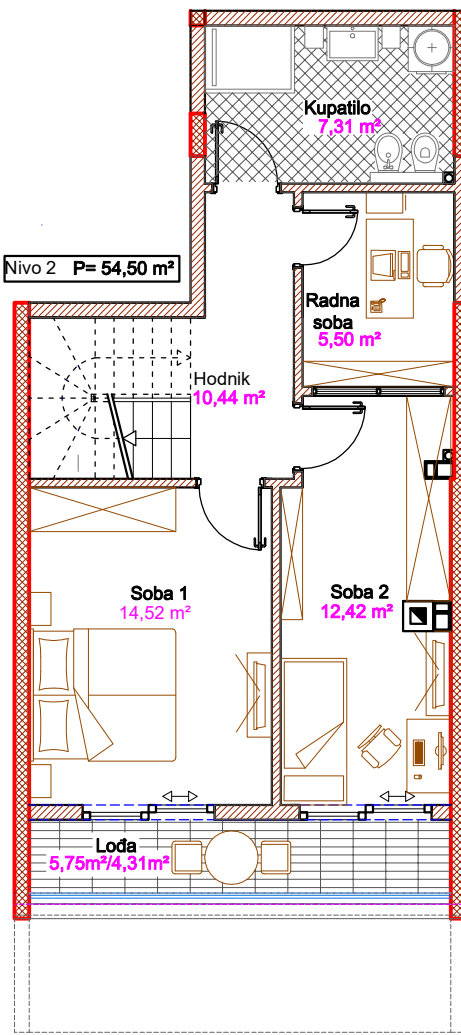 Kupatilo
7,31 m²
Nivo 2 P= 54,50 m²
Radna
soba
5,50 m²
Hodnik
10,44 m²
Soba 1
14,52 m²
Soba 2
12,42 m²
Lođa
5,75m²/4,31m²